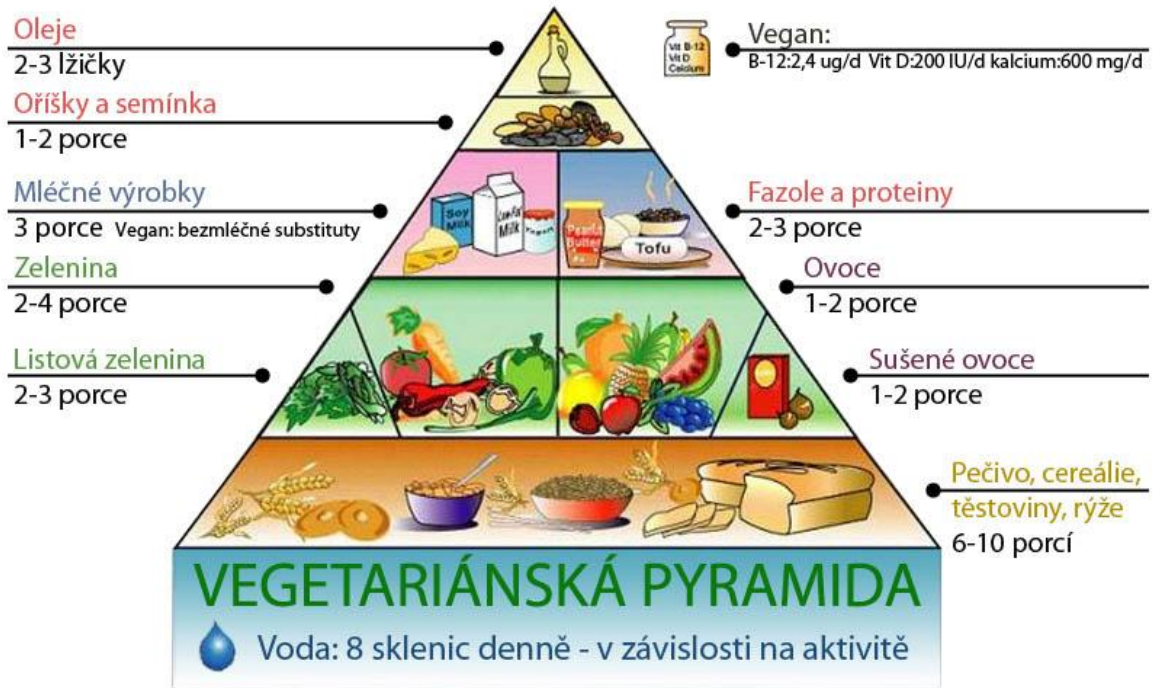 Oleje
2-3 lžičky
Vegan:
B-12:2,4 ug/d Vit D:200 IU/d kalcium:600 mg/d
Vit B-12
Vit D
Calcium
Oříšky a semínka
1-2 porce
Mléčné výrobky
3 porce Vegan: bezmléčné substituty
Fazole a proteiny
2-3 porce
Soy
Milk
Low Fat
Milk
Yogurt
Peanut
Butter
Tofu
Zelenina
2-4 porce
Ovoce
1-2 porce
Listová zelenina
2-3 porce
Sušené ovoce
1-2 porce
Pečivo, cereálie,
těstoviny, rýže
6-10 porcí
VEGETARIÁNSKÁ PYRAMIDA
Voda: 8 sklenic denně - v závislosti na aktivitě